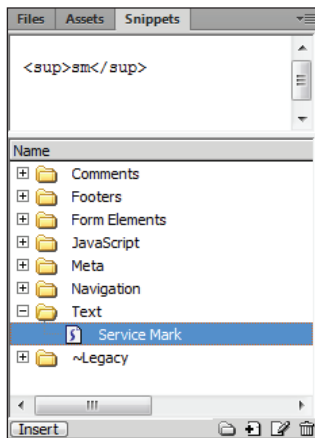 Files Assets Snippets
<sup>sm</sup>
Name
Comments
Footers
Form Elements
JavaScript
Meta
Navigation
Text
Service Mark
~Legacy
Insert